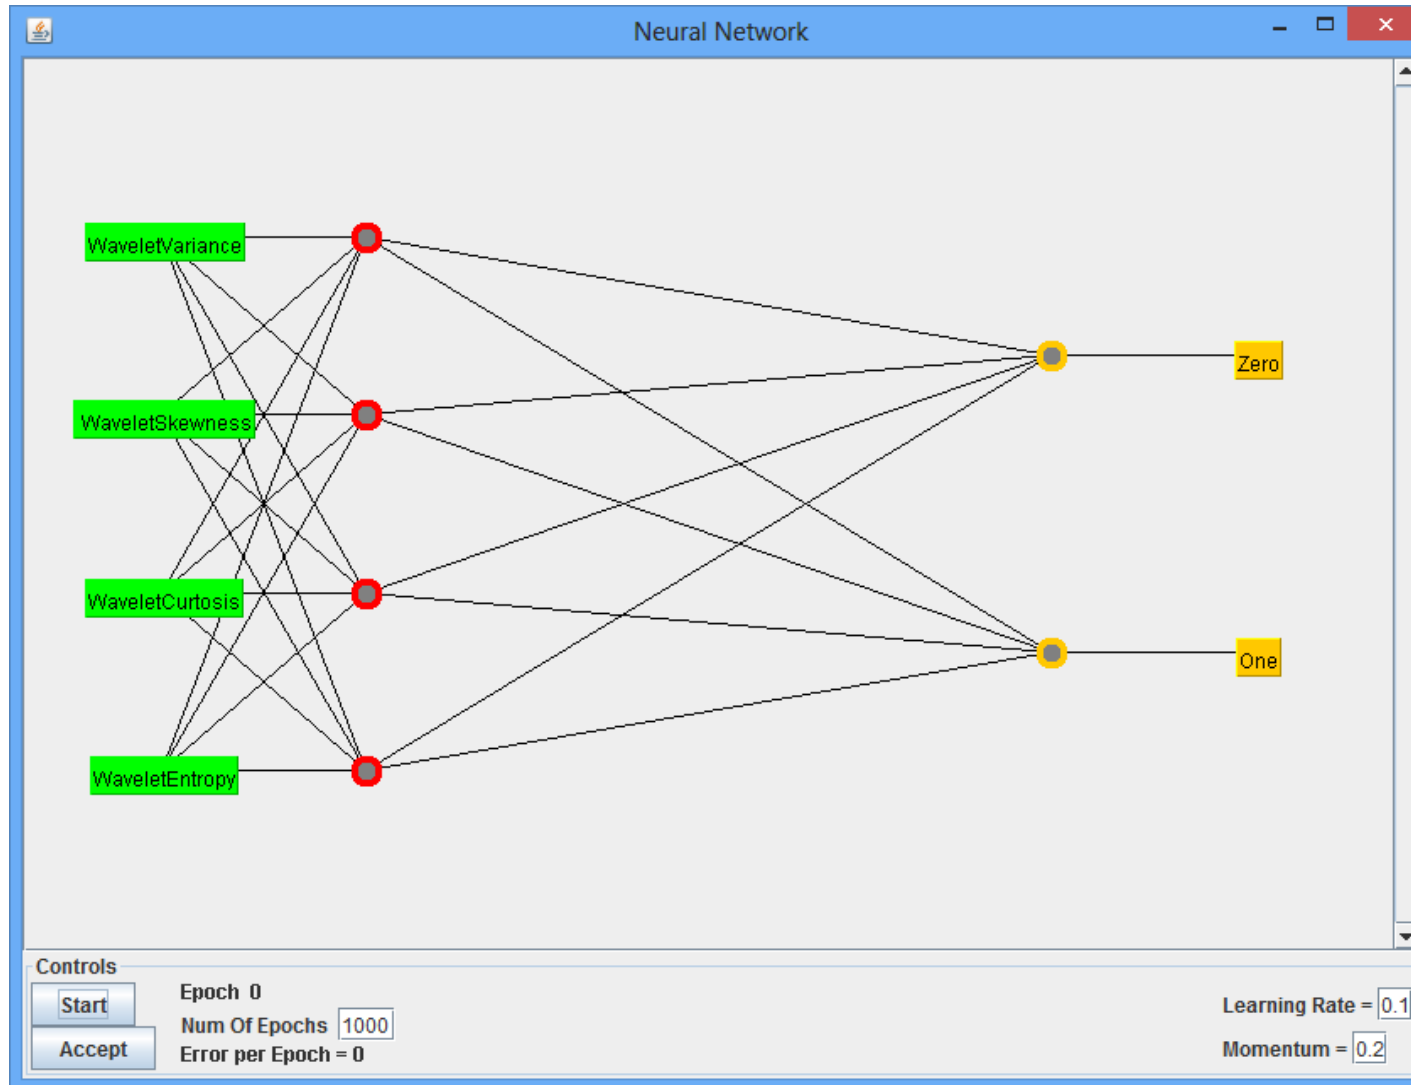 Neural Network
WaveletVariance
WaveletSkewness
WaveletCurtosis
WaveletEntropy
Zero
One
Controls
Start
Accept
Epoch 0
Num Of Epochs 1000
Error per Epoch = 0
Learning Rate = 0.1
Momentum = 0.2